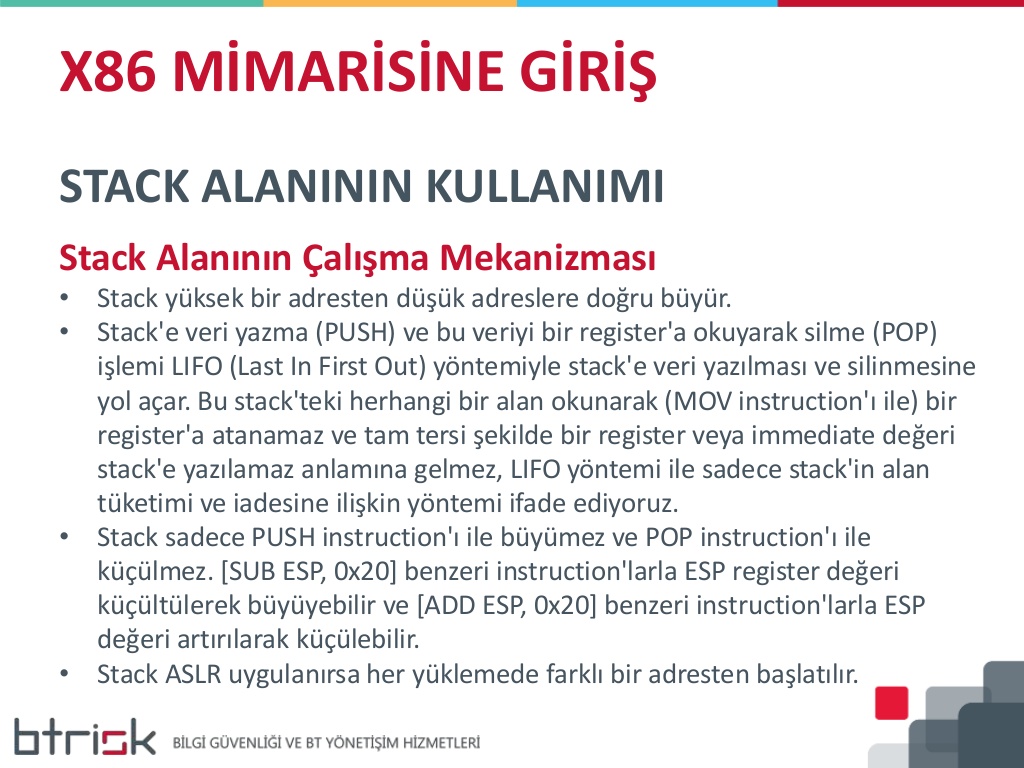 X86 MİMARİSİNE GİRİŞ
STACK ALANININ KULLANIMI
Stack Alanının Çalışma Mekanizması
• Stack yüksek bir adresten düşük adreslere doğru büyür.
• Stack'e veri yazma (PUSH) ve bu veriyi bir register'a okuyarak silme (POP)
işlemi LIFO (Last In First Out) yöntemiyle stack'e veri yazılması ve silinmesine
yol açar. Bu stack'teki herhangi bir alan okunarak (MOV instruction'ı ile) bir
register'a atanamaz ve tam tersi şekilde bir register veya immediate değeri
stack'e yazılamaz anlamına gelmez, LIFO yöntemi ile sadece stack'in alan
tüketimi ve iadesine ilişkin yöntemi ifade ediyoruz.
• Stack sadece PUSH instruction'ı ile büyümez ve POP instruction'ı ile
küçülmez. [SUB ESP, 0x20] benzeri instruction'larla ESP register değeri
küçültülerek büyüyebilir ve [ADD ESP, 0x20] benzeri instruction'larla ESP
değeri artırılarak küçülebilir.
• Stack ASLR uygulanırsa her yüklemede farklı bir adresten başlatılır.
btrisk BİLGİ GÜVENLİĞİ VE BT YÖNETİŞİM HİZMETLERİ